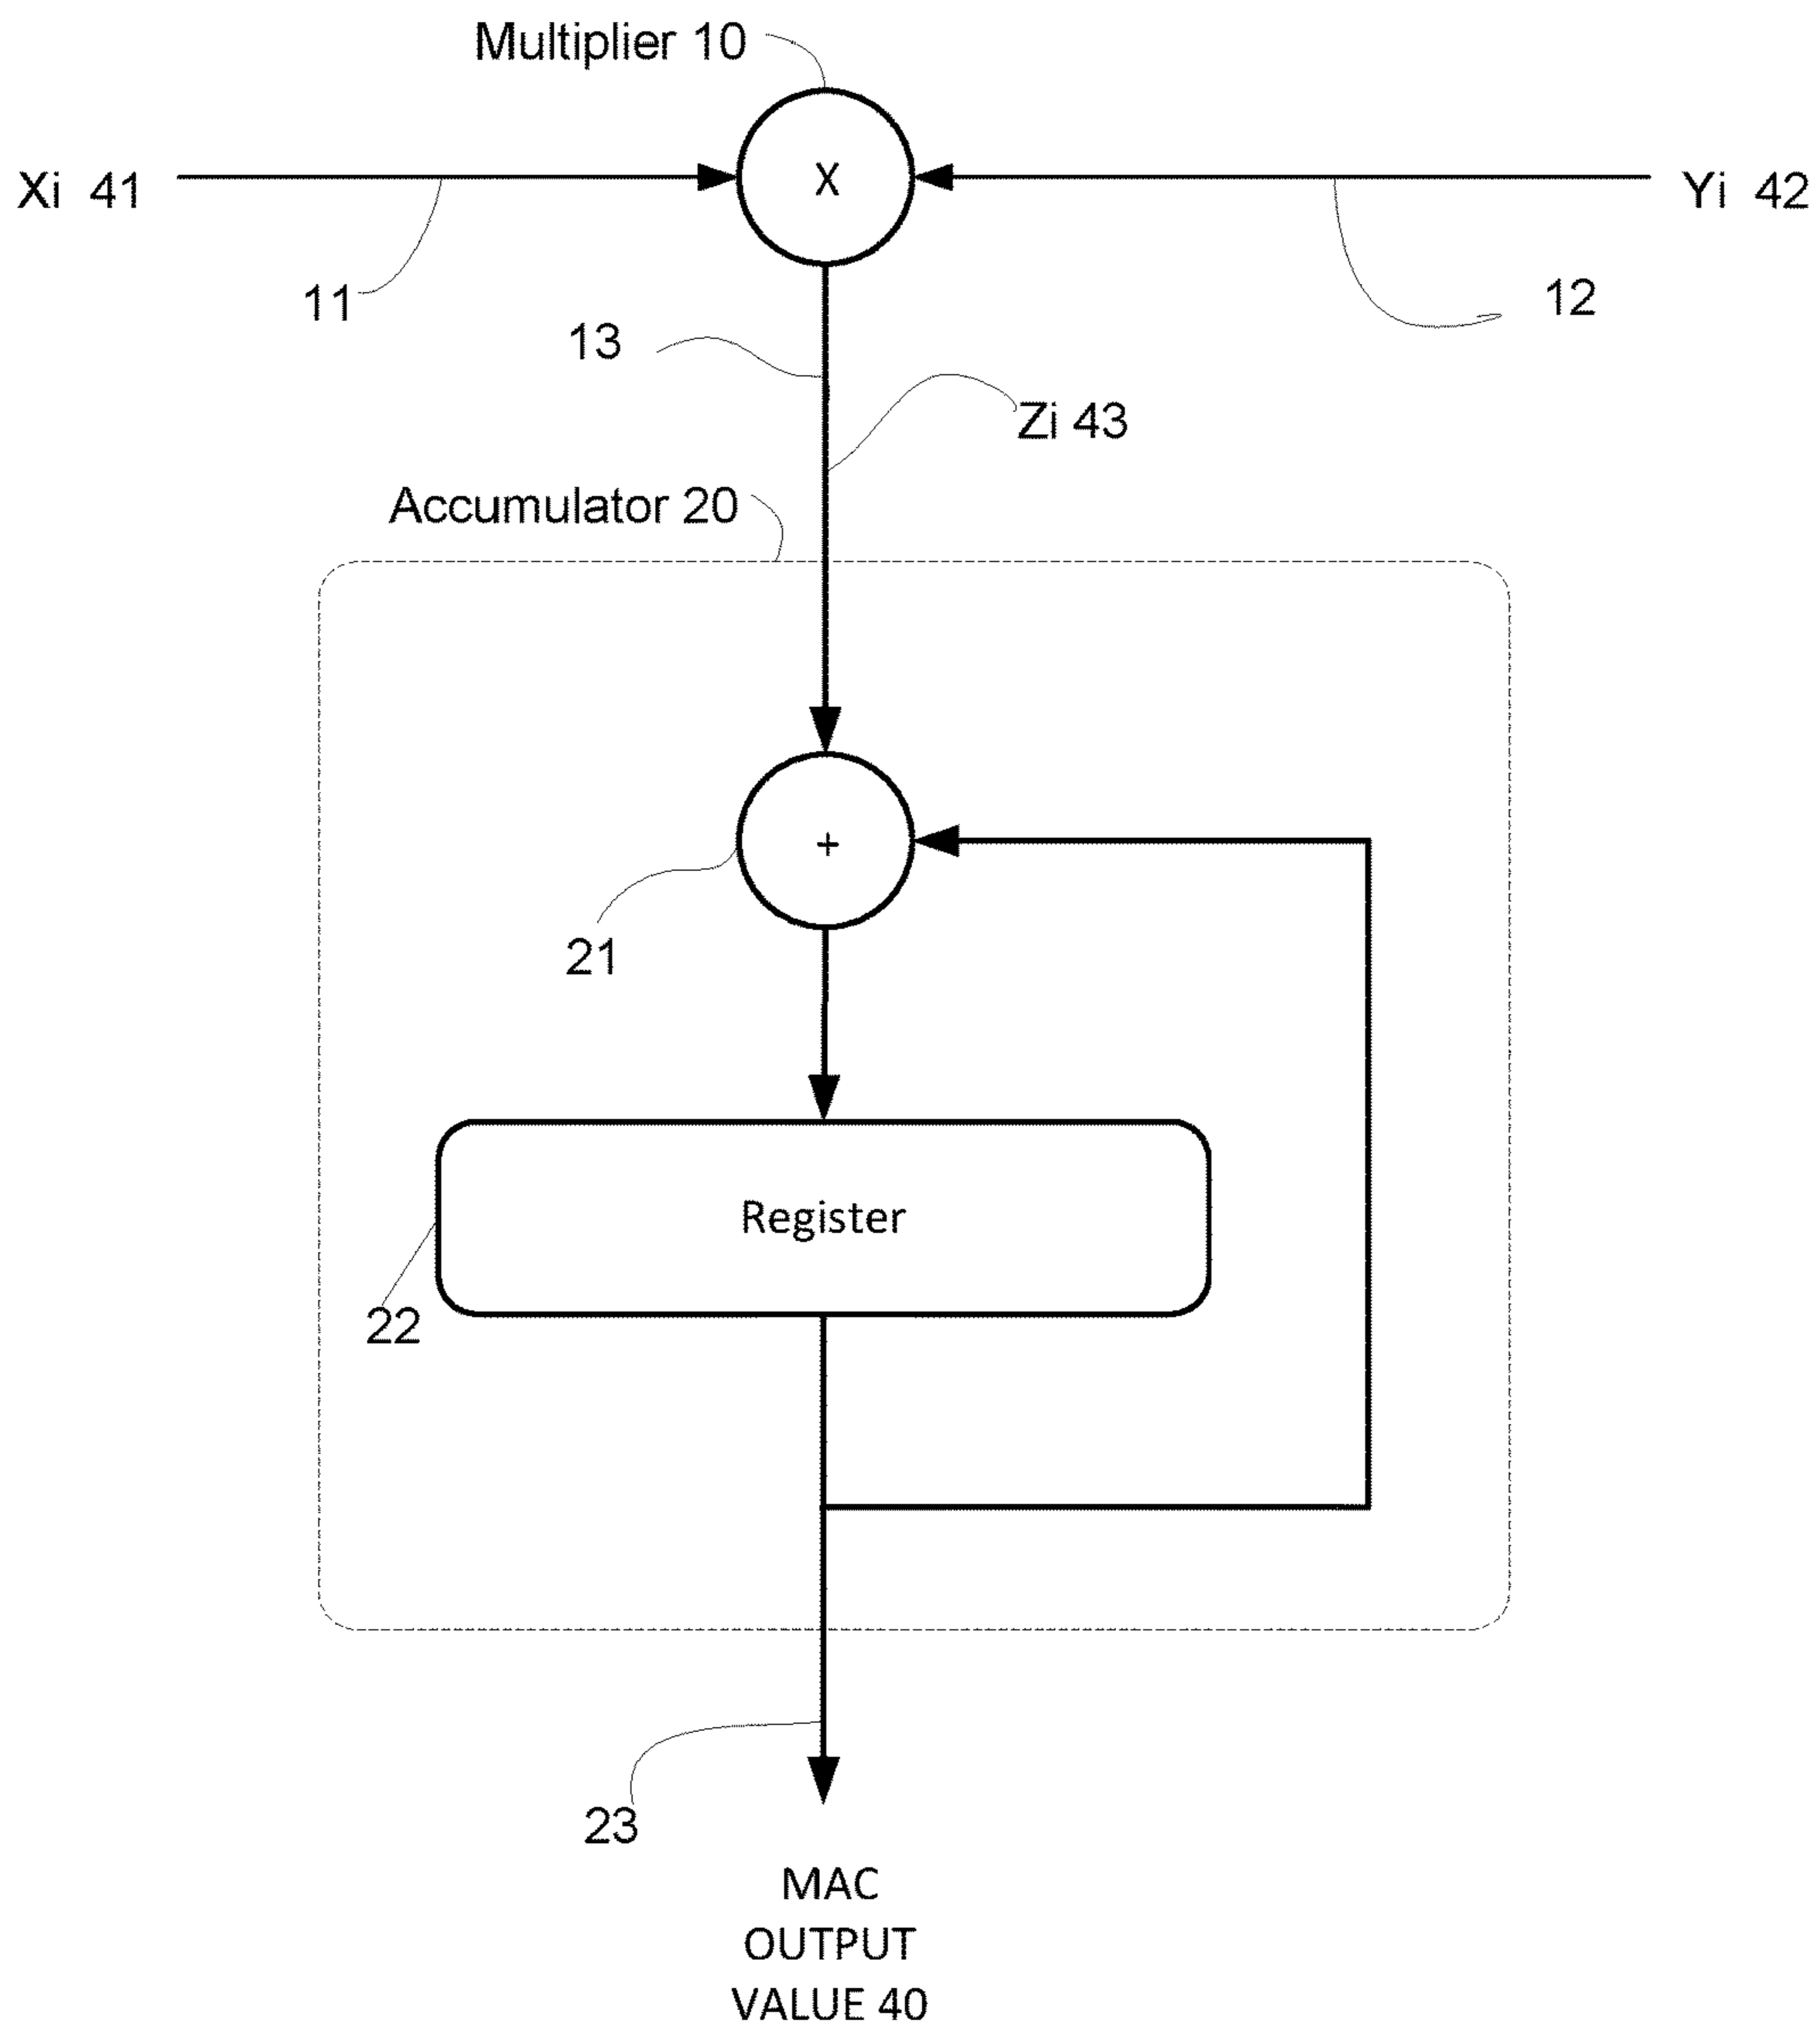 Multiplier 10
X
Xi 41
Yi 42
11
12
13
Zi 43
Accumulator 20
+
21
Register
22
23
MAC
OUTPUT
VALUE 40